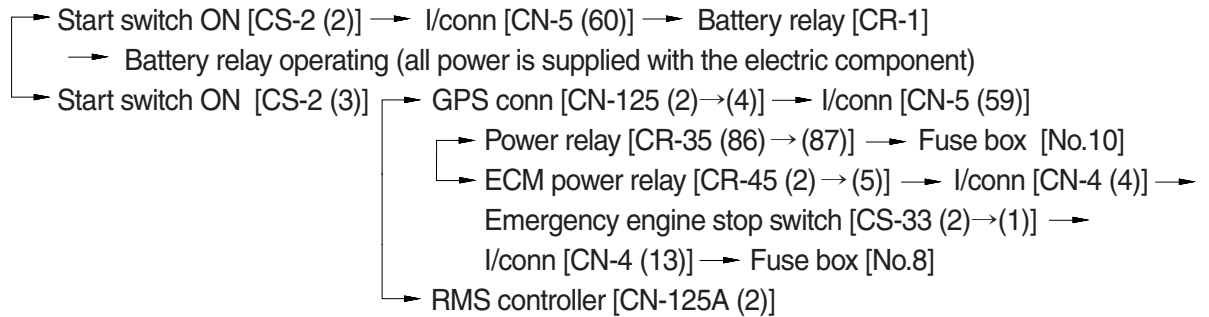 Start switch ON [CS-2 (2)] → I/conn [CN-5 (60)] → Battery relay [CR-1]
→ Battery relay operating (all power is supplied with the electric component)
Start switch ON [CS-2 (3)] → GPS conn [CN-125 (2)→(4)] → I/conn [CN-5 (59)]
→ Power relay [CR-35 (86) → (87)] → Fuse box [No.10]
→ ECM power relay [CR-45 (2) → (5)] → I/conn [CN-4 (4)] →
Emergency engine stop switch [CS-33 (2)→(1)] →
I/conn [CN-4 (13)] → Fuse box [No.8]
→ RMS controller [CN-125A (2)]